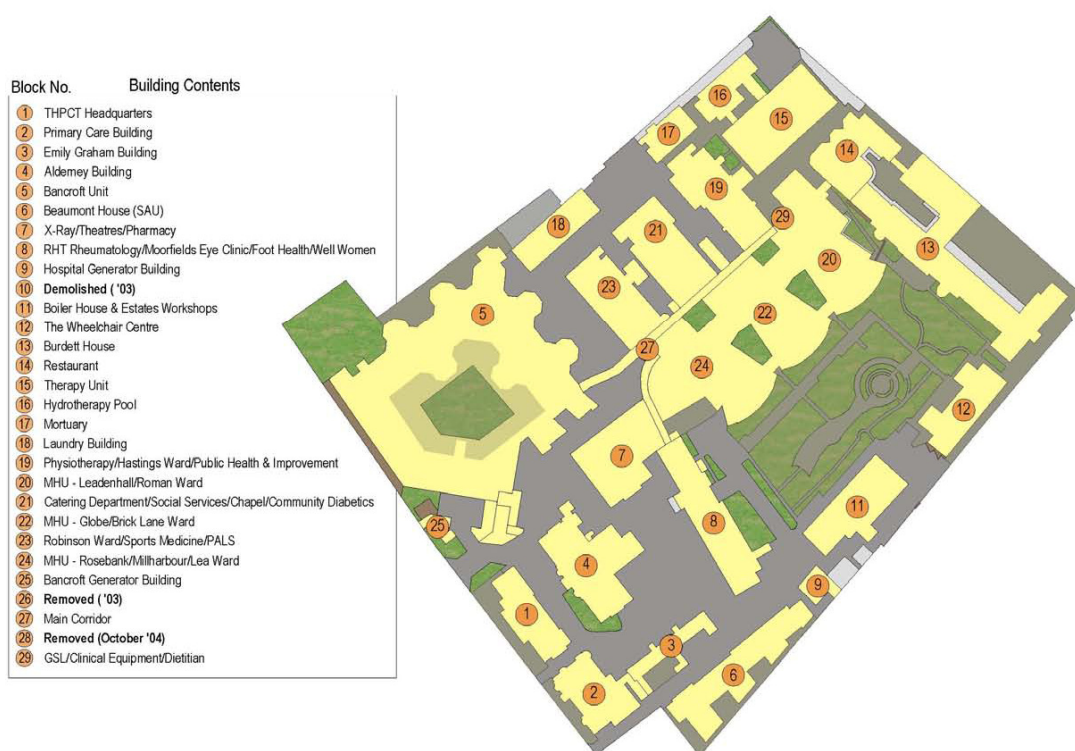 Block No. Building Contents
1 THPCT Headquarters
2 Primary Care Building
3 Emily Graham Building
4 Alderney Building
5 Bancroft Unit
6 Beaumont House (SAU)
7 X-Ray/Theatres/Pharmacy
8 RHT Rheumatology/Moorfields Eye Clinic/Foot Health/Well Women
9 Hospital Generator Building
10 Demolished ( '03)
11 Boiler House & Estates Workshops
12 The Wheelchair Centre
13 Burdett House
14 Restaurant
15 Therapy Unit
16 Hydrotherapy Pool
17 Mortuary
18 Laundry Building
19 Physiotherapy/Hastings Ward/Public Health & Improvement
20 MHU - Leadenhall/Roman Ward
21 Catering Department/Social Services/Chapel/Community Diabetics
22 MHU - Globe/Brick Lane Ward
23 Robinson Ward/Sports Medicine/PALS
24 MHU - Rosebank/Millharbour/Lea Ward
25 Bancroft Generator Building
26 Removed ( '03)
27 Main Corridor
28 Removed (October '04)
29 GSL/Clinical Equipment/Dietitian
16
15
17
14
19
29
18
21
13
20
23
5
22
27
24
12
7
11
8
25
4
9
1
3
6
2